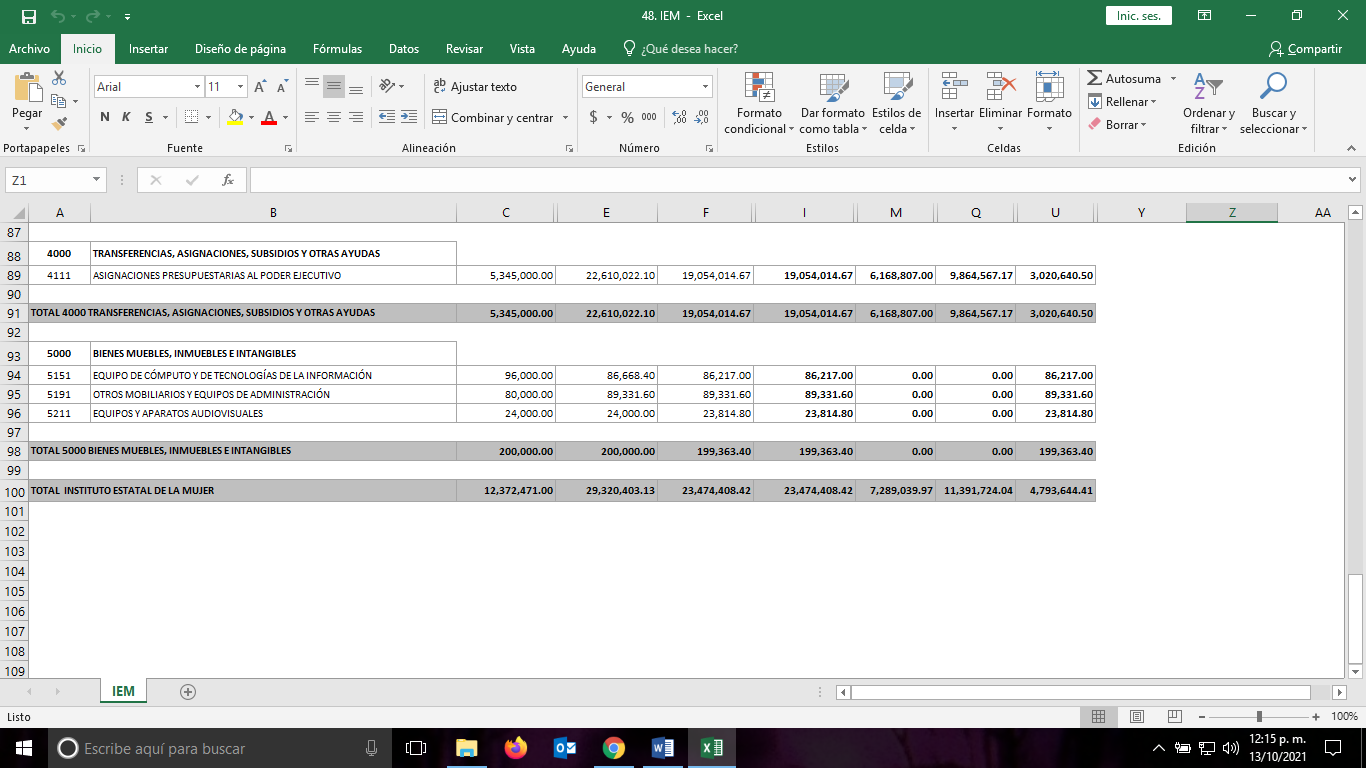 48. IEM - Excel
Inic. ses.
Archivo Inicio Insertar Diseño de página Fórmulas Datos Revisar Vista Ayuda ¿Qué desea hacer? Compartir
Pegar
Portapapeles
Arial 11
N K S
Fuente
Ajustar texto
Combinar y centrar
Alineación
General
$ % 000
Número
Formato condicional
Dar formato como tabla
Estilos de celda
Estilos
Insertar Eliminar Formato
Celdas
Autosuma
Rellenar
Borrar
Ordenar y filtrar
Buscar y seleccionar
Edición
Z1 fx
A B C E F I M Q U Y Z AA
87
88 4000 TRANSFERENCIAS, ASIGNACIONES, SUBSIDIOS Y OTRAS AYUDAS
89 4111 ASIGNACIONES PRESUPUESTARIAS AL PODER EJECUTIVO 5,345,000.00 22,610,022.10 19,054,014.67 19,054,014.67 6,168,807.00 9,864,567.17 3,020,640.50
90
91 TOTAL 4000 TRANSFERENCIAS, ASIGNACIONES, SUBSIDIOS Y OTRAS AYUDAS 5,345,000.00 22,610,022.10 19,054,014.67 19,054,014.67 6,168,807.00 9,864,567.17 3,020,640.50
92
93 5000 BIENES MUEBLES, INMUEBLES E INTANGIBLES
94 5151 EQUIPO DE CÓMPUTO Y DE TECNOLOGÍAS DE LA INFORMACIÓN 96,000.00 86,668.40 86,217.00 86,217.00 0.00 0.00 86,217.00
95 5191 OTROS MOBILIARIOS Y EQUIPOS DE ADMINISTRACIÓN 80,000.00 89,331.60 89,331.60 89,331.60 0.00 0.00 89,331.60
96 5211 EQUIPOS Y APARATOS AUDIOVISUALES 24,000.00 24,000.00 23,814.80 23,814.80 0.00 0.00 23,814.80
97
98 TOTAL 5000 BIENES MUEBLES, INMUEBLES E INTANGIBLES 200,000.00 200,000.00 199,363.40 199,363.40 0.00 0.00 199,363.40
99
100 TOTAL INSTITUTO ESTATAL DE LA MUJER 12,372,471.00 29,320,403.13 23,474,408.42 23,474,408.42 7,289,039.97 11,391,724.04 4,793,644.41
101
102
103
104
105
106
107
108
109
IEM
Listo 100%
Escribe aquí para buscar
12:15 p. m.
13/10/2021